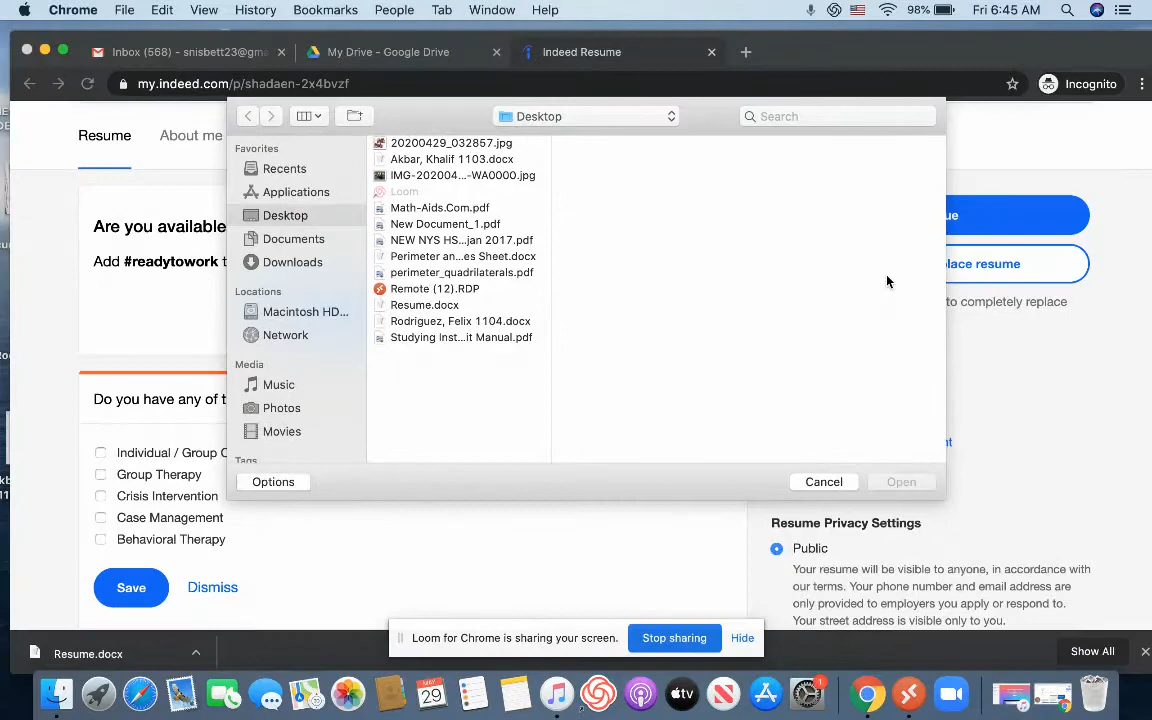 Chrome File Edit View History Bookmarks People Tab Window Help 98% Fri 6:45 AM
Inbox (568) - snisbett23@gma
My Drive - Google Drive
Indeed Resume
my.indeed.com/p/shadaen-2x4bvzf
Incognito
Resume About me
Desktop
Search
Favorites
Recents
Applications
Desktop
Documents
Downloads
Locations
Macintosh HD...
Network
Media
Music
Photos
Movies
Tags
20200429_032857.jpg
Akbar, Khalif 1103.docx
IMG-202004...-WA0000.jpg
Loom
Math-Aids.Com.pdf
New Document_1.pdf
NEW NYS HS...jan 2017.pdf
Perimeter an...es Sheet.docx
perimeter_quadrilaterals.pdf
Remote (12).RDP
Resume.docx
Rodriguez, Felix 1104.docx
Studying Inst...it Manual.pdf
Options
Cancel
Open
Are you available
Add #readytowork t
Do you have any of t
Individual / Group C
Group Therapy
Crisis Intervention
Case Management
Behavioral Therapy
Save
Dismiss
ue
lace resume
to completely replace
nt
Resume Privacy Settings
Public
Your resume will be visible to anyone, in accordance with
our terms. Your phone number and email address are
only provided to employers you apply or respond to.
Your street address is visible only to you.
Loom for Chrome is sharing your screen.
Stop sharing
Hide
Resume.docx
Show All
29
tv
1